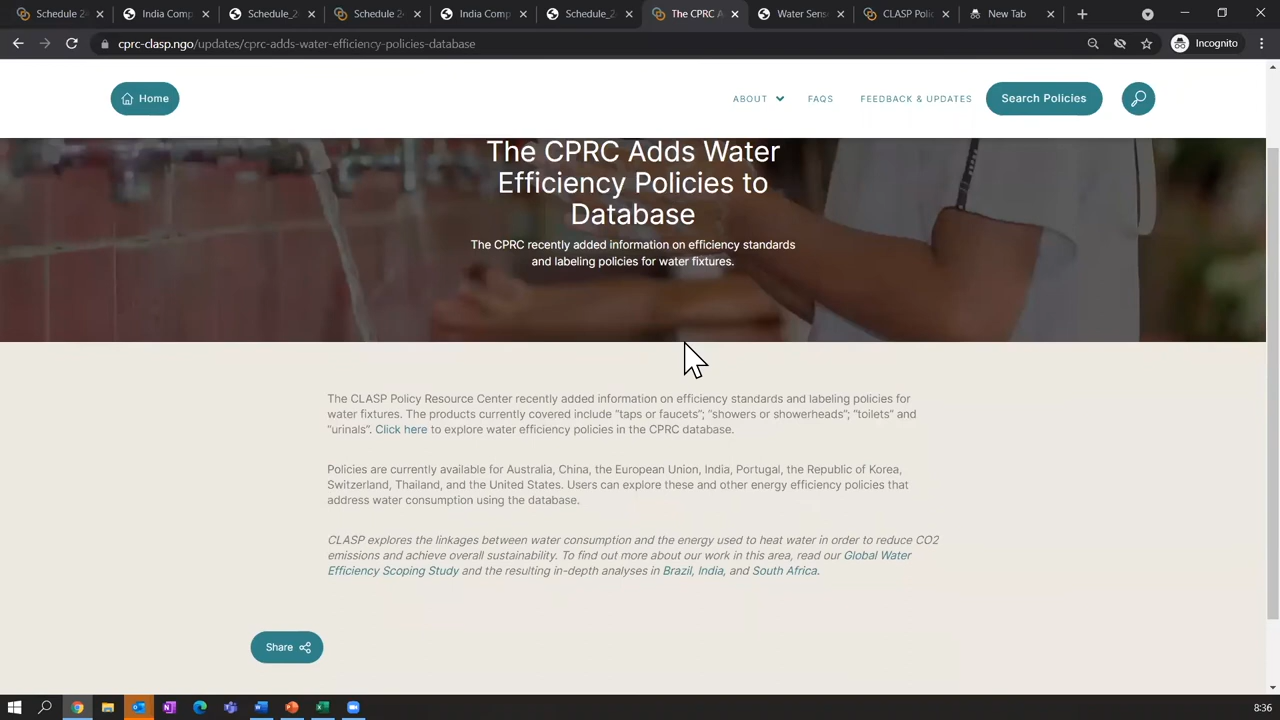 Schedule 2
India Comp
Schedule_2
Schedule 2
India Comp
Schedule_2
The CPRC A
Water Sens
CLASP Poli
New Tab
cprc-clasp.ngo/updates/cprc-adds-water-efficiency-policies-database
Incognito
Home
ABOUT
FAQS
FEEDBACK & UPDATES
Search Policies
The CPRC Adds Water
Efficiency Policies to
Database
The CPRC recently added information on efficiency standards
and labeling policies for water fixtures.
The CLASP Policy Resource Center recently added information on efficiency standards and labeling policies for
water fixtures. The products currently covered include “taps or faucets”; “showers or showerheads”; “toilets” and
“urinals”. Click here to explore water efficiency policies in the CPRC database.
Policies are currently available for Australia, China, the European Union, India, Portugal, the Republic of Korea,
Switzerland, Thailand, and the United States. Users can explore these and other energy efficiency policies that
address water consumption using the database.
CLASP explores the linkages between water consumption and the energy used to heat water in order to reduce CO2
emissions and achieve overall sustainability. To find out more about our work in this area, read our Global Water
Efficiency Scoping Study and the resulting in-depth analyses in Brazil, India, and South Africa.
Share
8:36